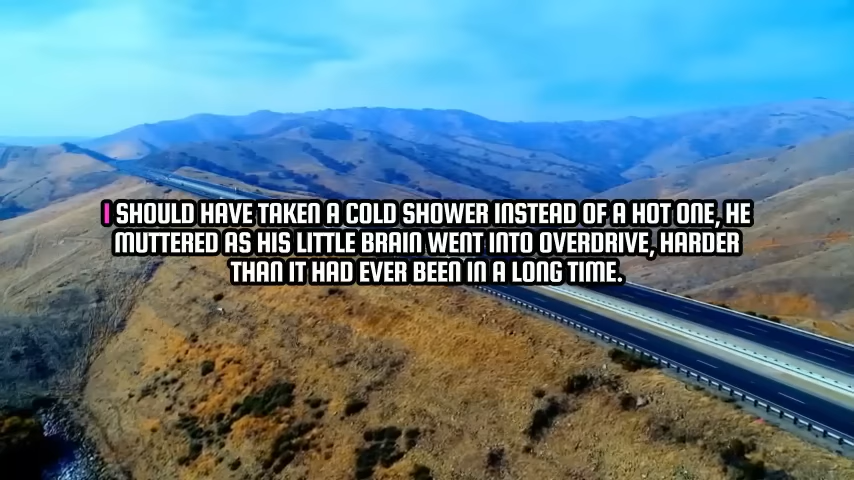 I SHOULD HAVE TAKEN A COLD SHOWER INSTEAD OF A HOT ONE, HE
MUTTERED AS HIS LITTLE BRAIN WENT INTO OVERDRIVE, HARDER
THAN IT HAD EVER BEEN IN A LONG TIME.